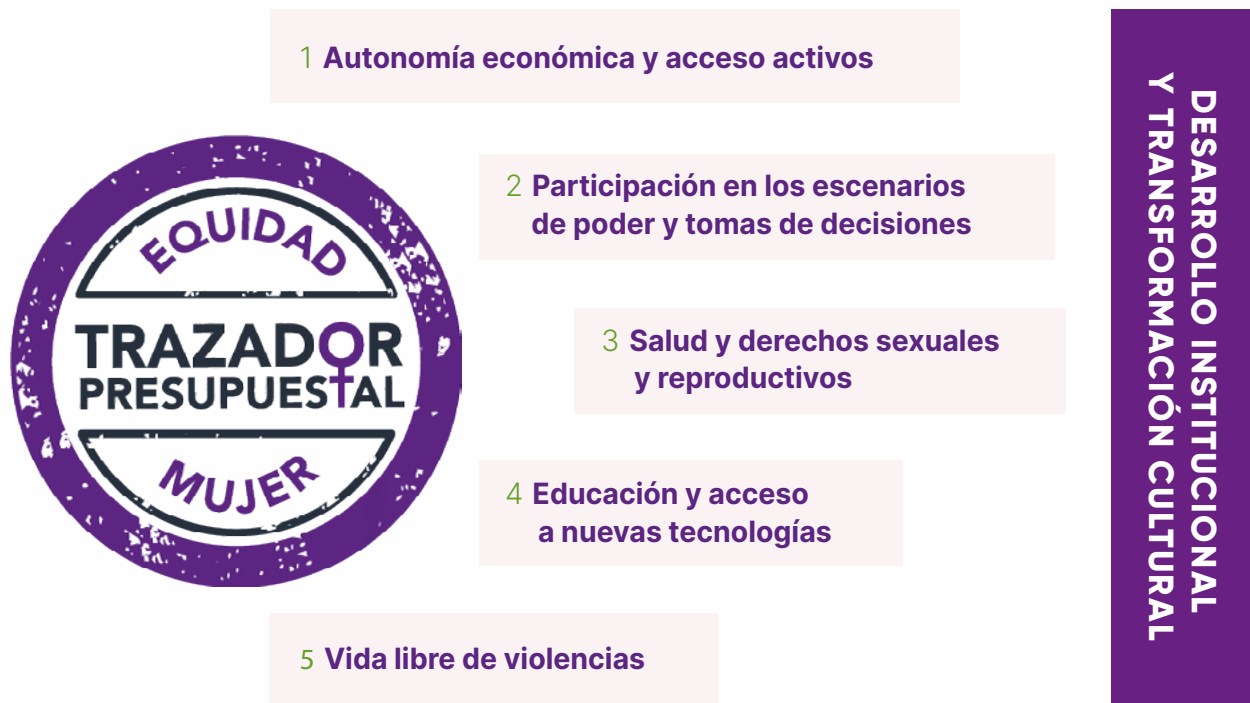 1 Autonomía económica y acceso activos
EQUIDAD
TRAZADOR
PRESUPUESTAL
MUJER
2 Participación en los escenarios
de poder y tomas de decisiones
3 Salud y derechos sexuales
y reproductivos
4 Educación y acceso
a nuevas tecnologías
5 Vida libre de violencias
DESARROLLO INSTITUCIONAL
Y TRANSFORMACIÓN CULTURAL